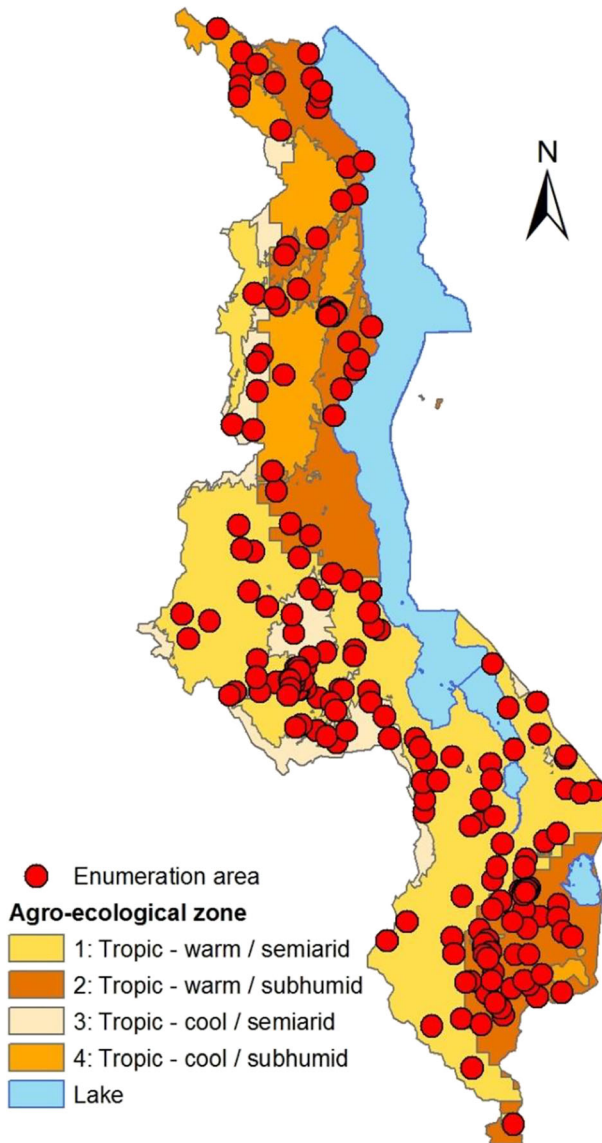 N
Enumeration area
Agro-ecological zone
1: Tropic - warm / semiarid
2: Tropic - warm / subhumid
3: Tropic - cool / semiarid
4: Tropic - cool / subhumid
Lake